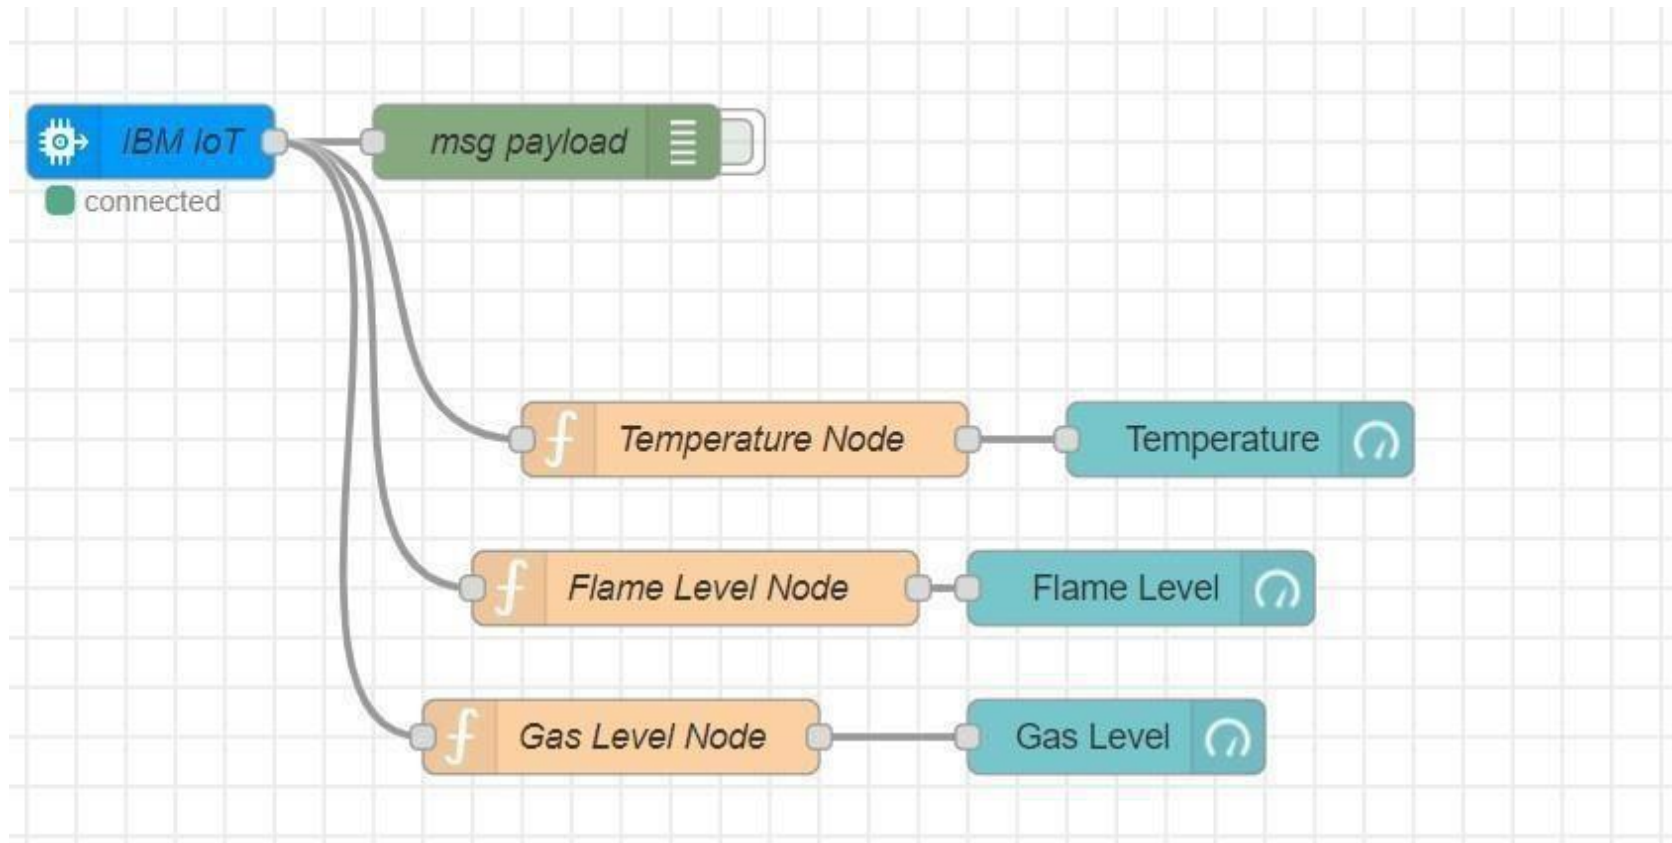 IBM IoT
msg payload
connected
Temperature Node
Temperature
Flame Level Node
Flame Level
Gas Level Node
Gas Level